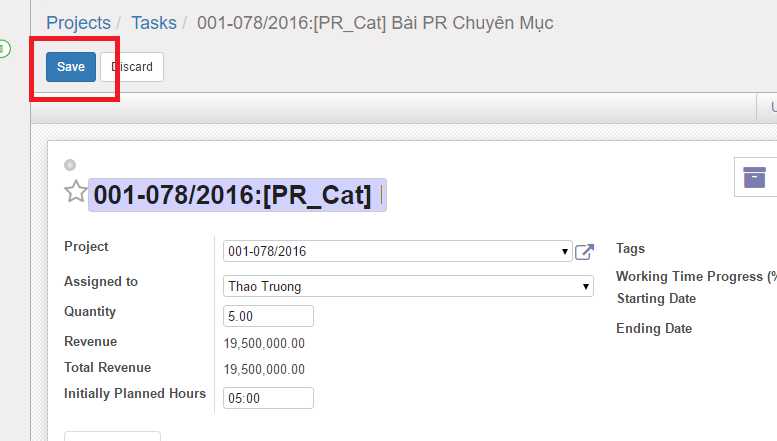 Projects / Tasks / 001-078/2016:[PR_Cat] Bài PR Chuyên Mục
Save Discard
001-078/2016:[PR_Cat]
Project 001-078/2016 Tags
Working Time Progress (%
Assigned to Thao Truong
Starting Date
Quantity 5.00
Ending Date
Revenue 19,500,000.00
Total Revenue 19,500,000.00
Initially Planned Hours 05:00